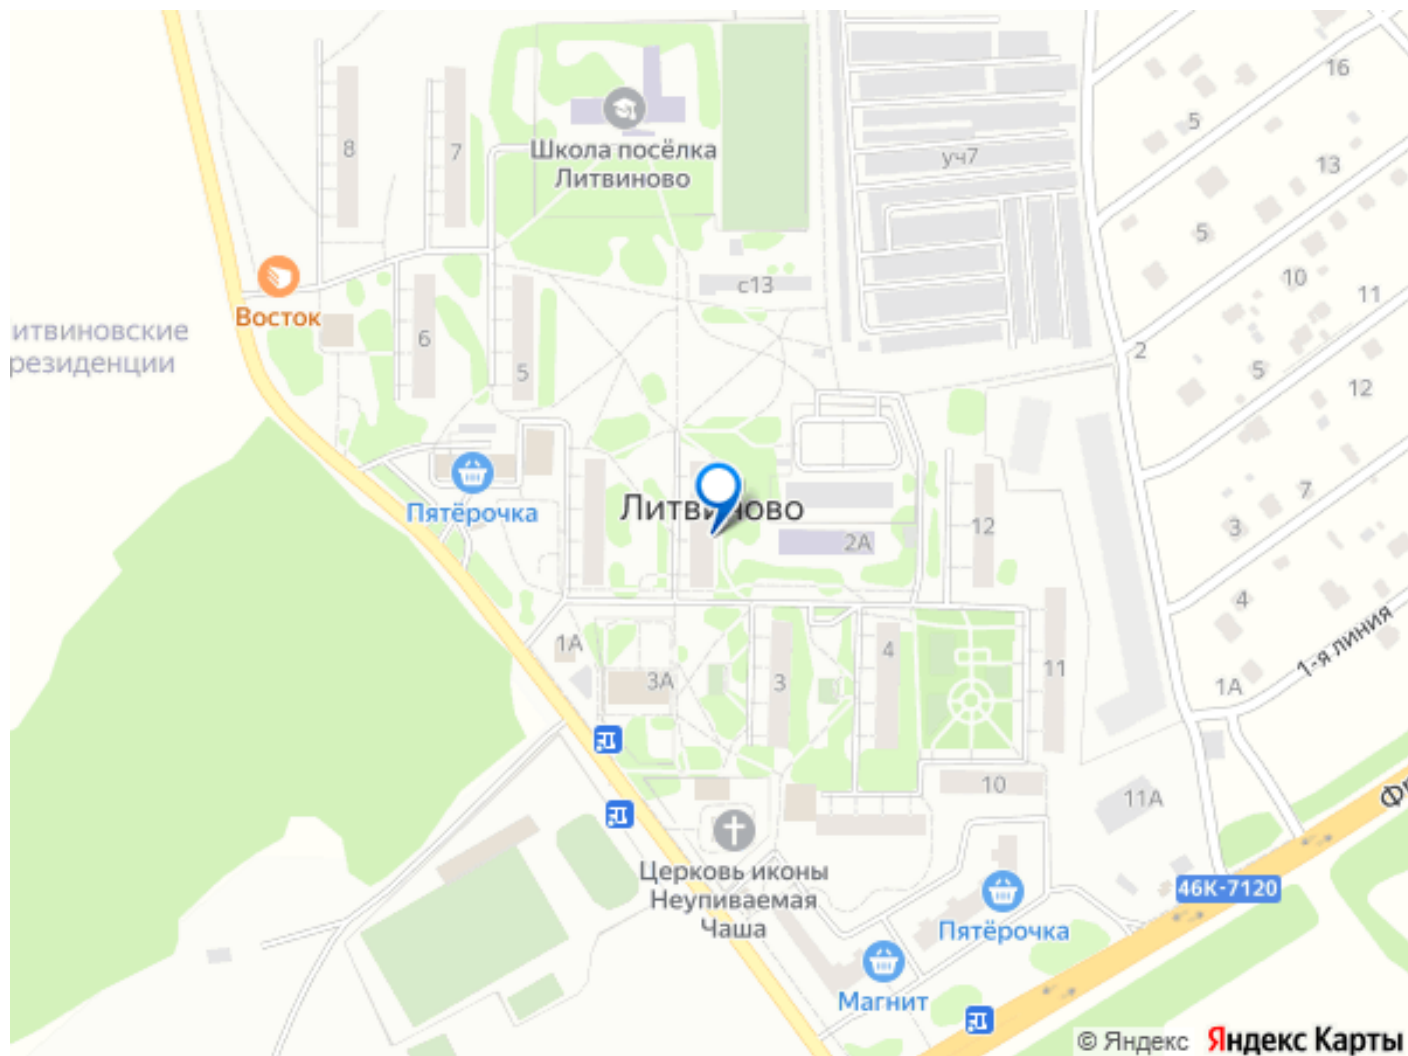 16
5
8
7
Школа посёлка
Литвиново
уч7
13
5
с13
10
11
Восток
итвиновские
резиденции
6
2
5
5
12
Пятёрочка
Литвиново
7
3
12
2А
4
1-я линия
1А
3А
3
4
11
1А
10
11А
Церковь иконы
Неупиваемая
Чаша
46К-7120
Пятёрочка
Магнит
© Яндекс Яндекс Карты